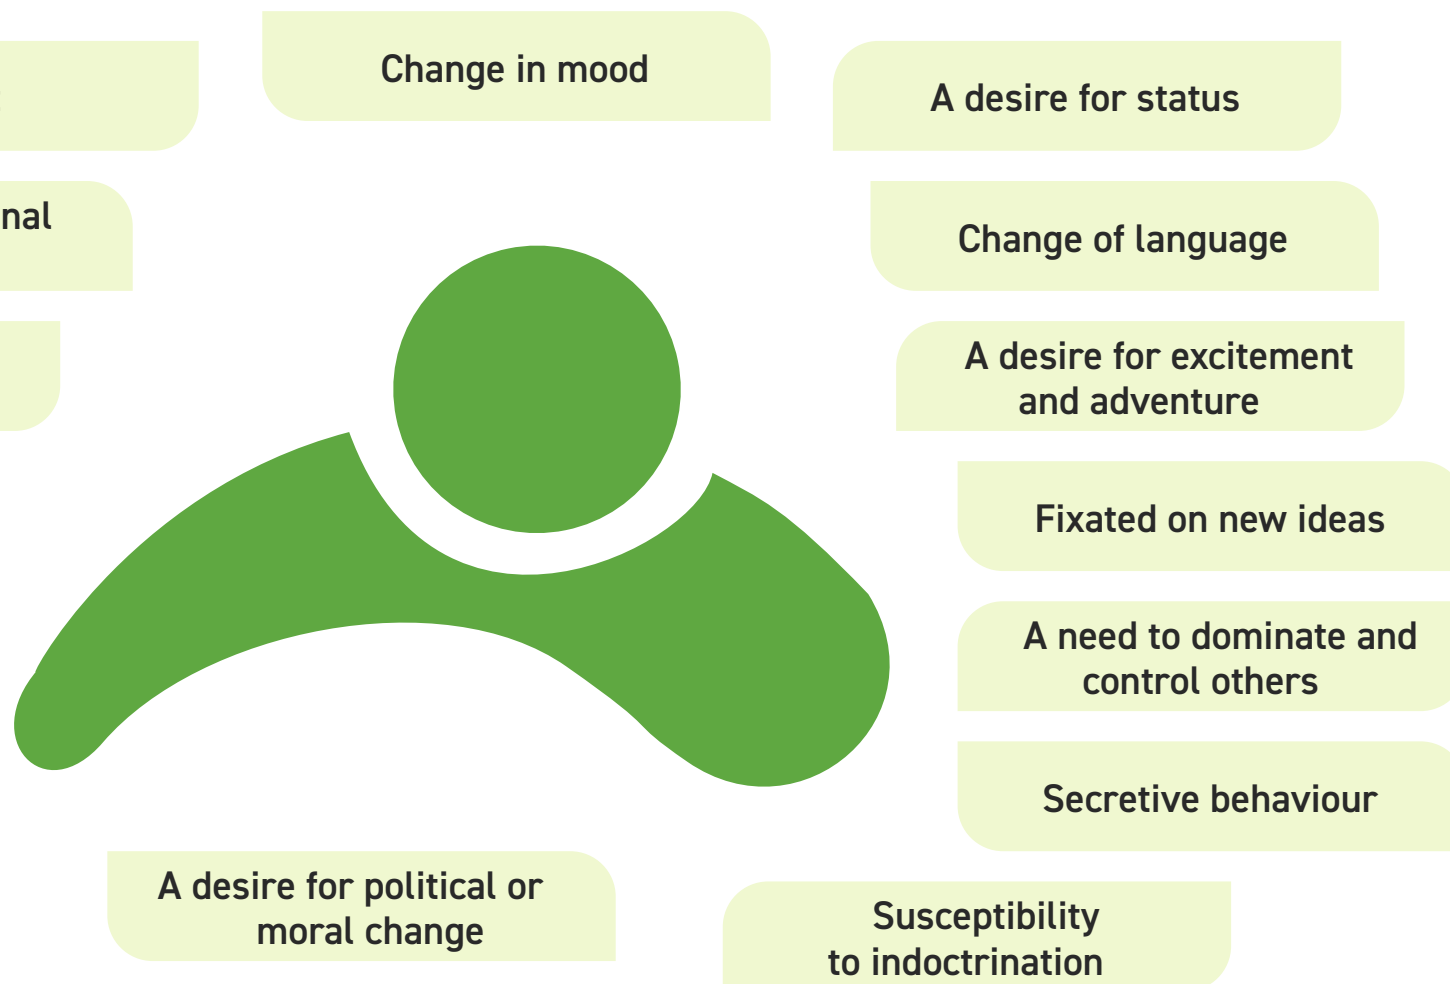 Change in mood
A desire for status
nal
Change of language
A desire for excitement
and adventure
Fixated on new ideas
A need to dominate and
control others
Secretive behaviour
A desire for political or
moral change
Susceptibility
to indoctrination